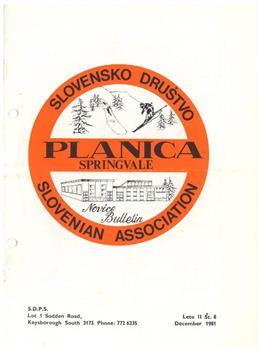 SLOVENSKO DRUŠTVO
PLANICA
SPRINGVALE
Novice
Bulletin
SLOVENIAN ASSOCIATION
S.D.P.S.
Lot 1 Sodden Road,
Keysborough South 3175 Phone: 772 6235
Leto II Št. 8
December 1981